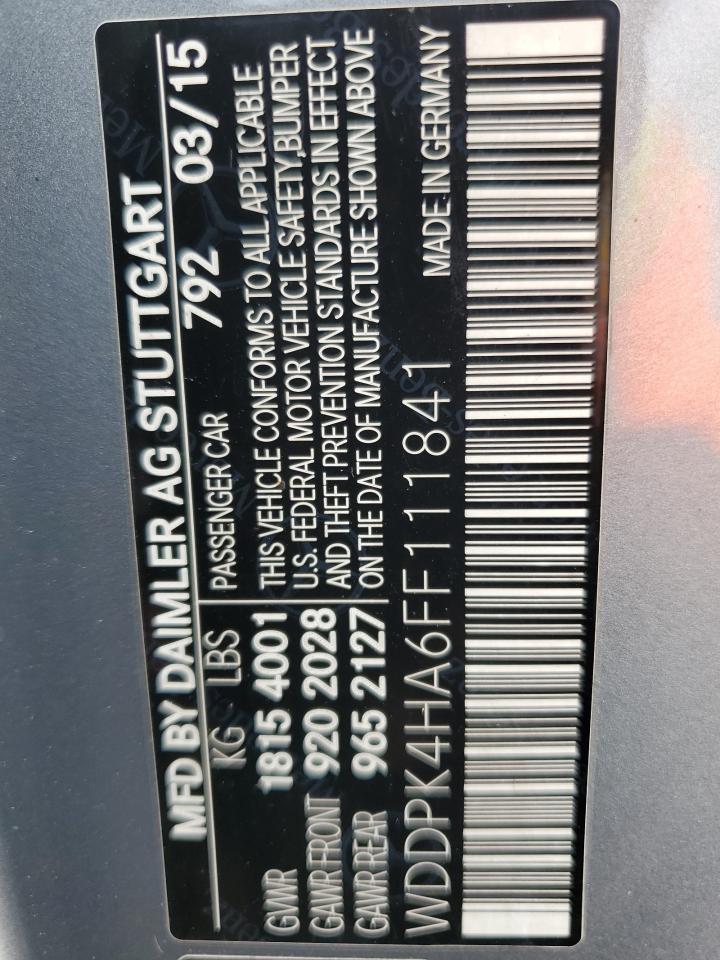 MFD BY DAIMLER AG STUTTGART
792 03/15
KG LBS PASSENGER CAR
GVWR 1815 4001 THIS VEHICLE CONFORMS TO ALL APPLICABLE
GAWR FRONT 920 2028 U.S. FEDERAL MOTOR VEHICLE SAFETY,BUMPER
AND THEFT PREVENTION STANDARDS IN EFFECT
GAWR REAR 965 2127 ON THE DATE OF MANUFACTURE SHOWN ABOVE
WDDPK4HA6FF111841 MADE IN GERMANY